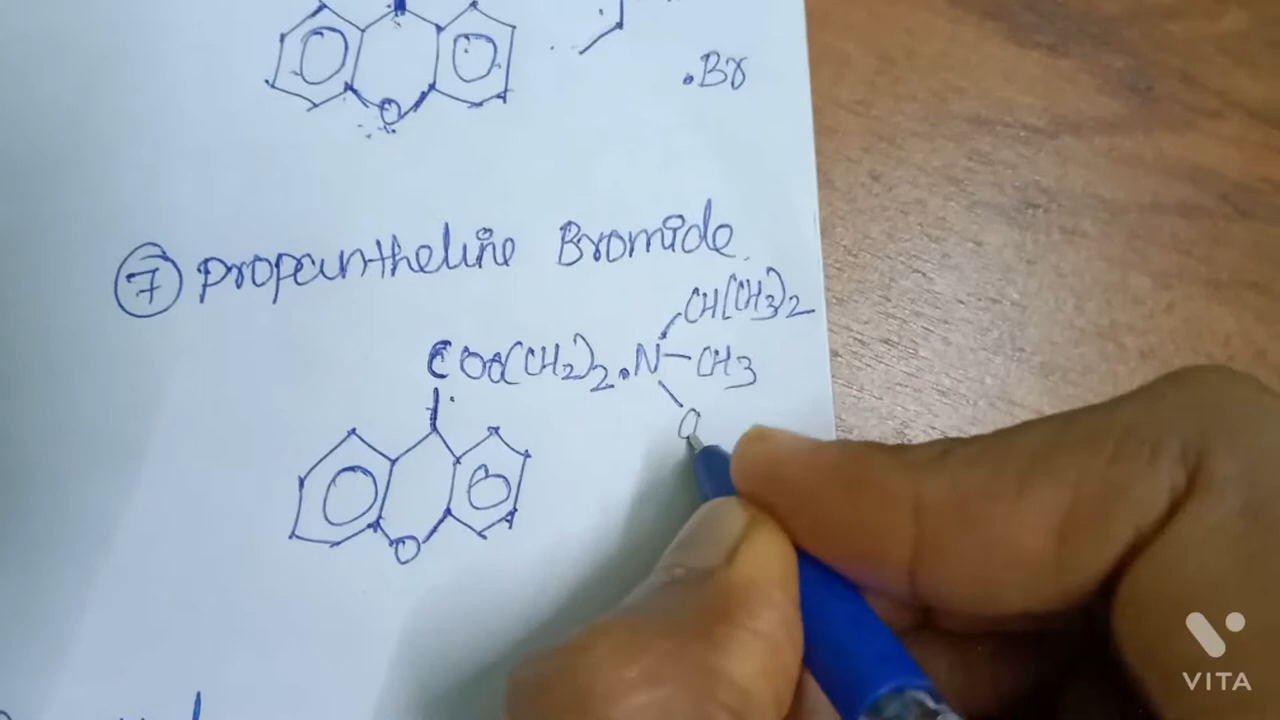 O
.Br
⑦ Propantheline Bromide
CH(CH3)2
COO(CH2)2.N-CH3
O
VITA